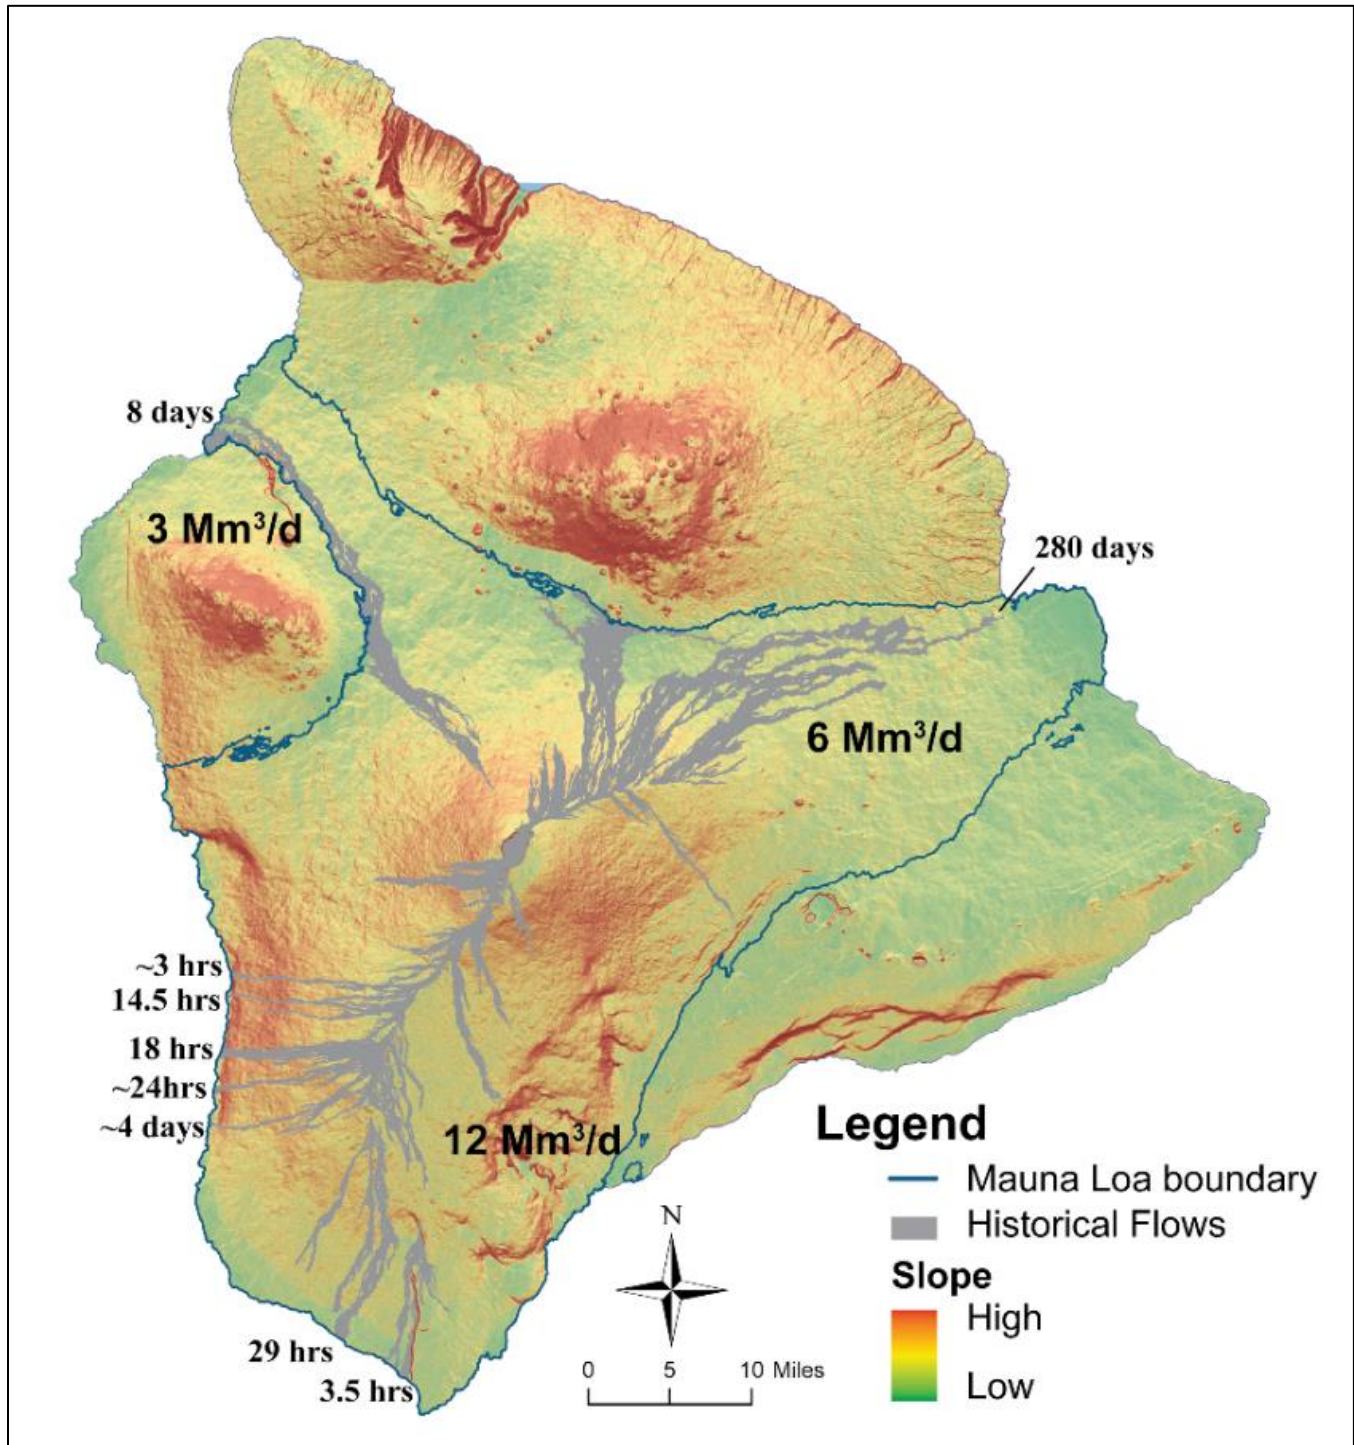 8 days
3 Mm³/d
280 days
6 Mm³/d
~3 hrs
14.5 hrs
18 hrs
~24hrs
~4 days
12 Mm³/d
29 hrs
3.5 hrs
N
0 5 10 Miles
Legend
Mauna Loa boundary
Historical Flows
Slope
High
Low